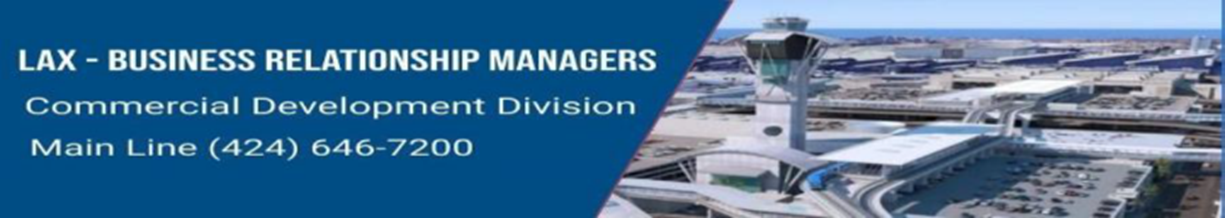 LAX - BUSINESS RELATIONSHIP MANAGERS
Commercial Development Division
Main Line (424) 646-7200